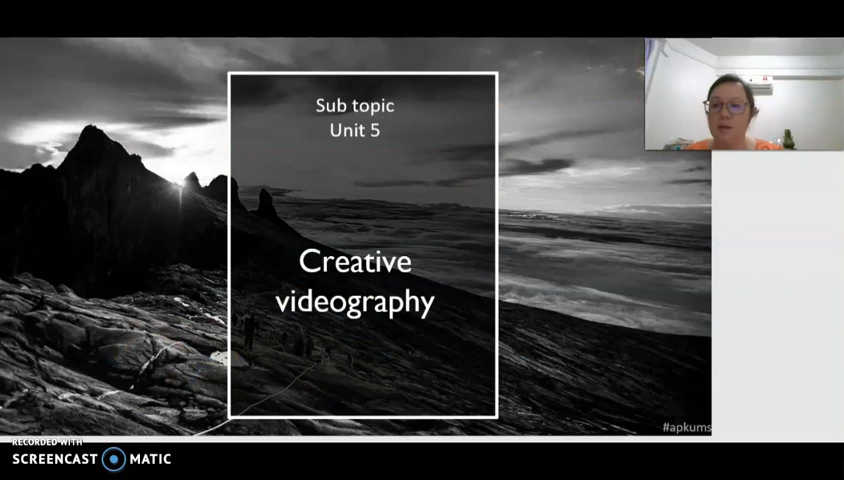 Sub topic
Unit 5
Creative
videography
#apkums
RECORDED WITH
SCREENCAST MATIC